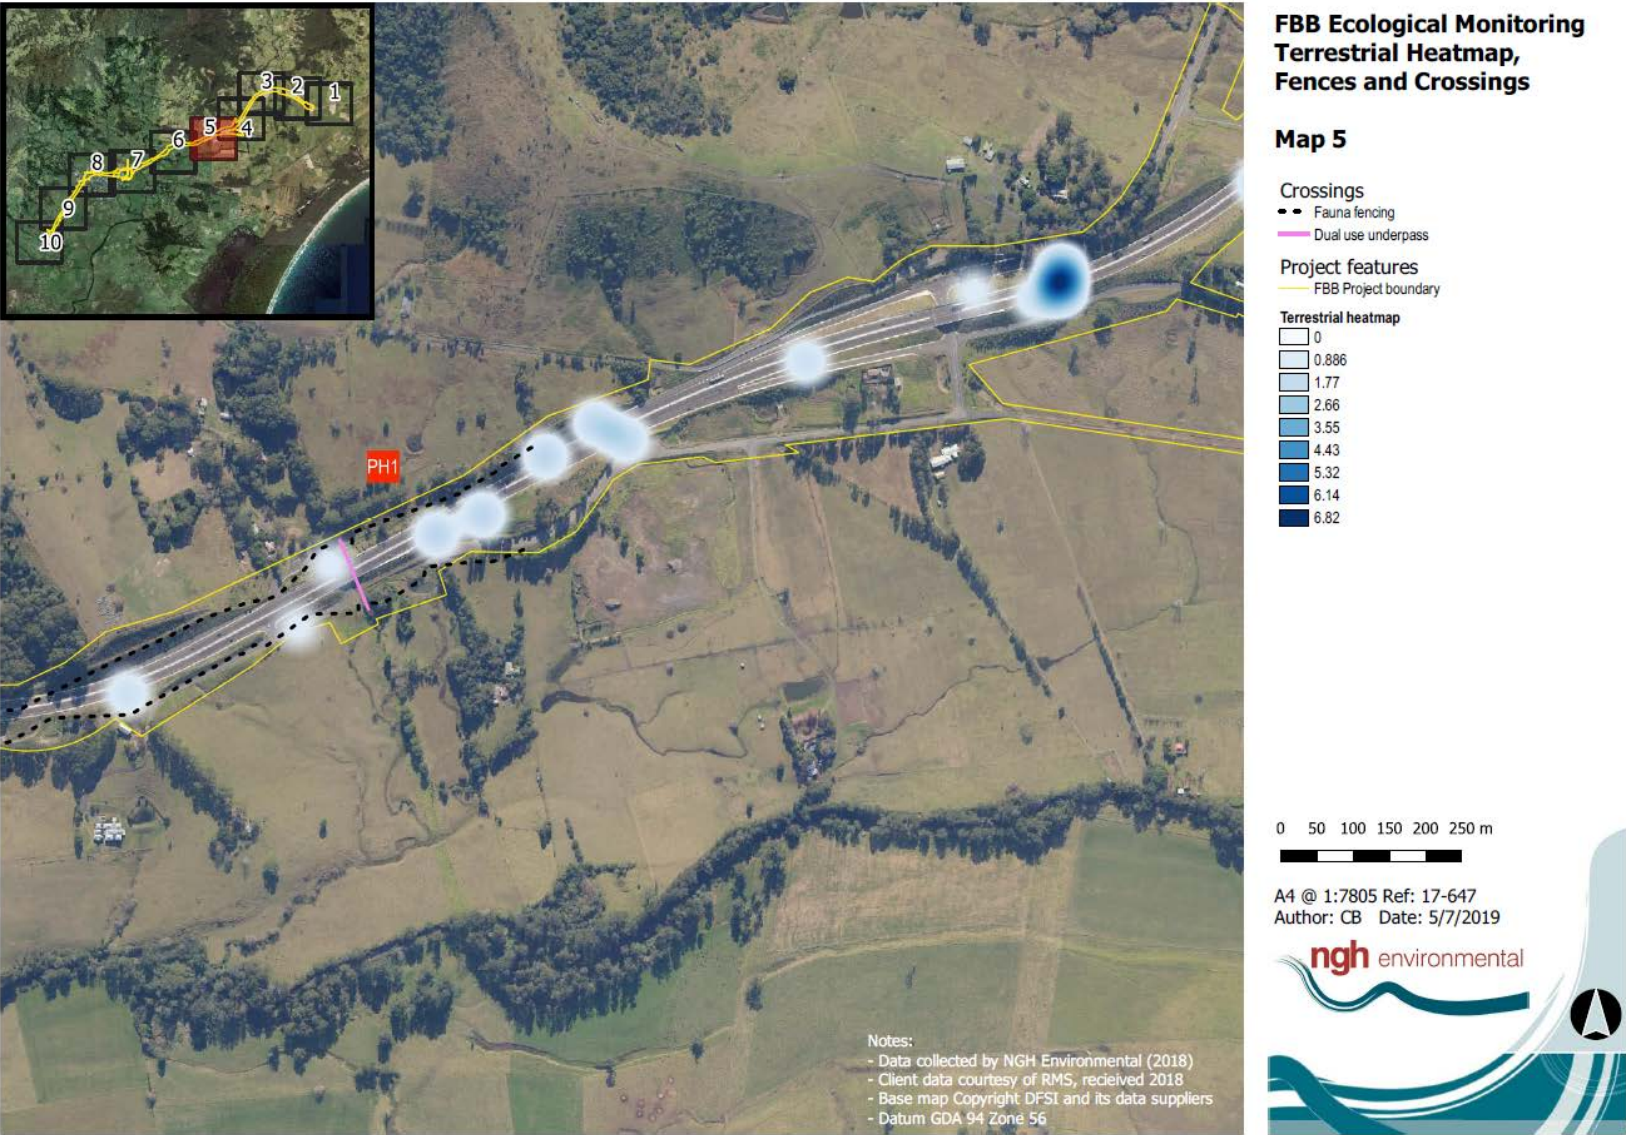 FBB Ecological Monitoring
Terrestrial Heatmap,
Fences and Crossings
Map 5
Crossings
Fauna fencing
Dual use underpass
Project features
FBB Project boundary
Terrestrial heatmap
0
0.886
1.77
2.66
3.55
4.43
5.32
6.14
6.82
1
2
3
4
5
6
7
8
9
10
PH1
0 50 100 150 200 250 m
A4 @ 1:7805 Ref: 17-647
Author: CB Date: 5/7/2019
ngh environmental
Notes:
- Data collected by NGH Environmental (2018)
- Client data courtesy of RMS, recieived 2018
- Base map Copyright DFSI and its data suppliers
- Datum GDA 94 Zone 56